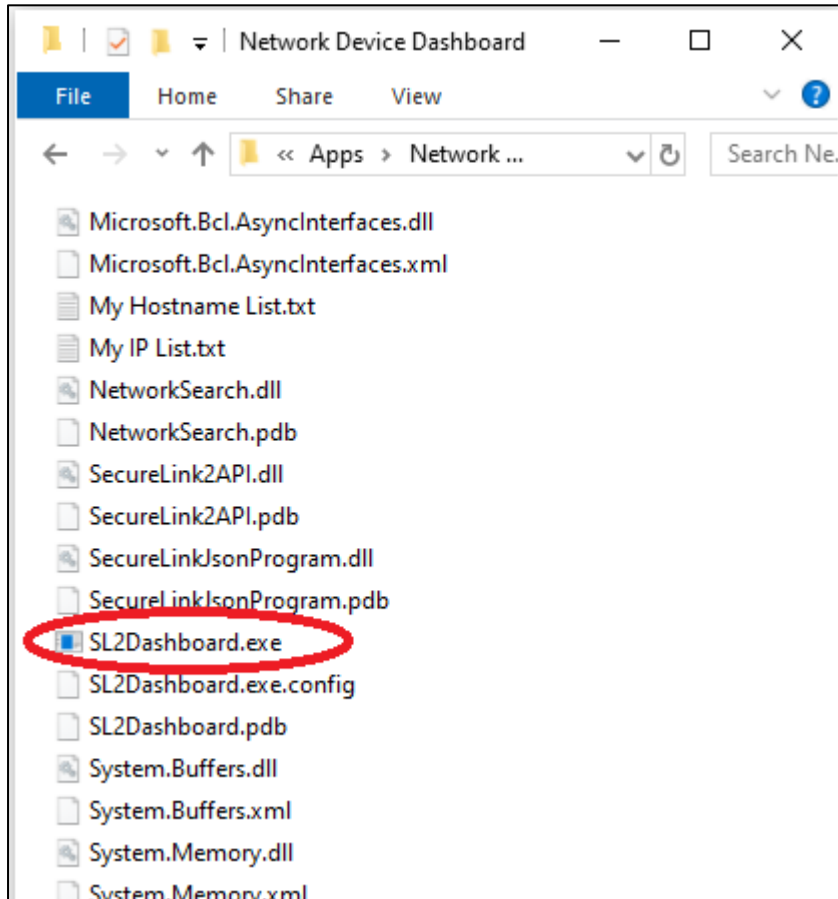 Network Device Dashboard
File Home Share View ?
« Apps > Network ... Search Ne.
Microsoft.Bcl.AsyncInterfaces.dll
Microsoft.Bcl.AsyncInterfaces.xml
My Hostname List.txt
My IP List.txt
NetworkSearch.dll
NetworkSearch.pdb
SecureLink2API.dll
SecureLink2API.pdb
SecureLinkJsonProgram.dll
SecureLinkJsonProgram.pdb
SL2Dashboard.exe
SL2Dashboard.exe.config
SL2Dashboard.pdb
System.Buffers.dll
System.Buffers.xml
System.Memory.dll
System.Memory.xml